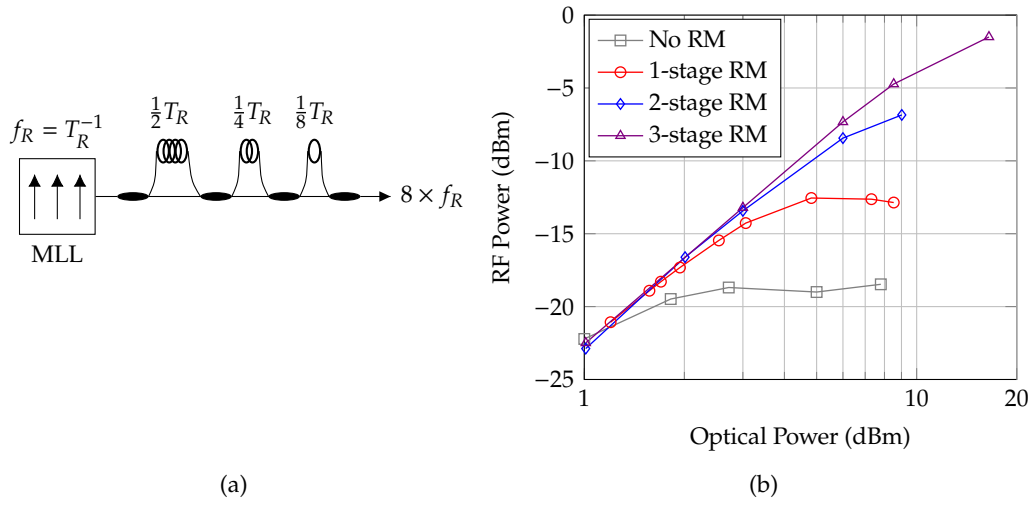 f_R = T_R^{-1}
1/2 T_R
1/4 T_R
1/8 T_R
8 × f_R
MLL
(a)
0
−5
−10
−15
−20
−25
RF Power (dBm)
No RM
1-stage RM
2-stage RM
3-stage RM
1
10
20
Optical Power (dBm)
(b)